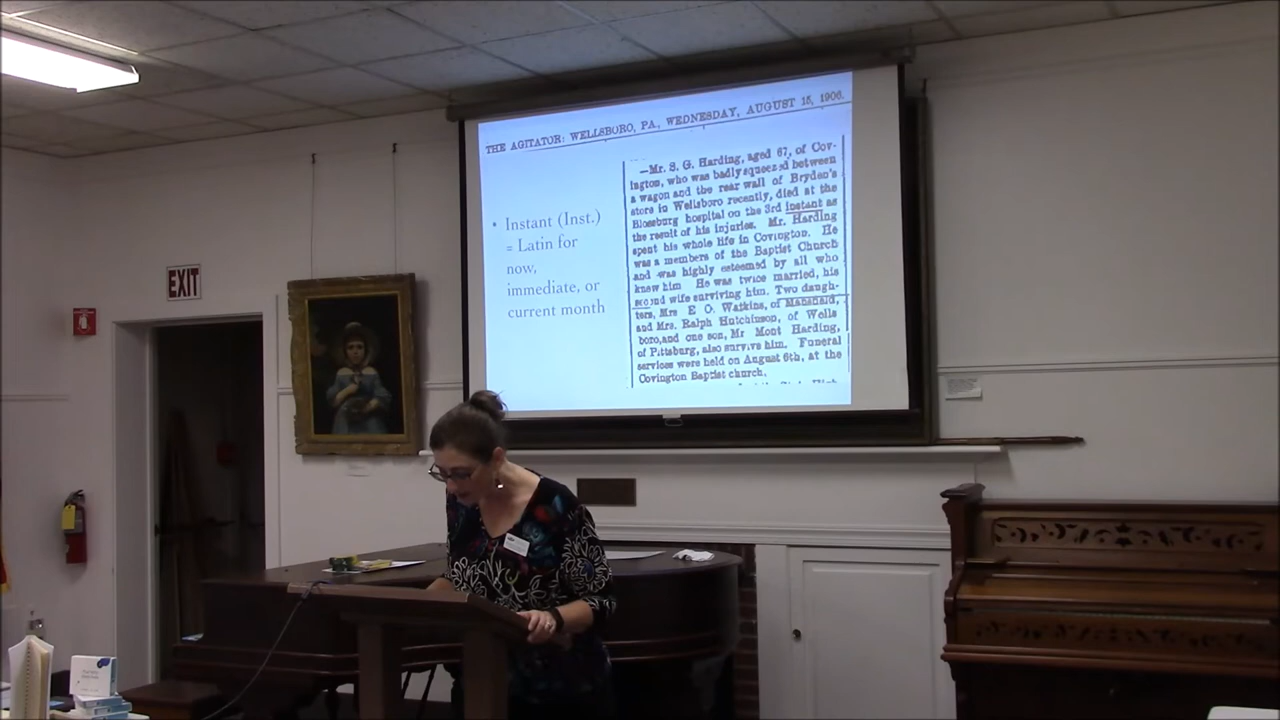 THE AGITATOR: WELLSBORO, PA., WEDNESDAY, AUGUST 15, 1906.
• Instant (Inst.)
= Latin for
now,
immediate, or
current month
—Mr. S. G. Harding, aged 67, of Cov-
ington, who was badly squeezed between
a wagon and the rear wall of Bryden's
store in Wellsboro recently, died at the
Blossburg hospital on the 3rd instant as
the result of his injuries. Mr. Harding
spent his whole life in Covington. He
was a members of the Baptist Church
and was highly esteemed by all who
knew him He was twice married, his
second wife surviving him. Two daugh-
ters, Mrs E O. Watkins, of Mansfield,
and Mrs. Ralph Hutchinson, of Wells
boro, and one son, Mr Mont Harding,
of Pittsburg, also survive him. Funeral
services were held on August 6th, at the
Covington Baptist church.
EXIT